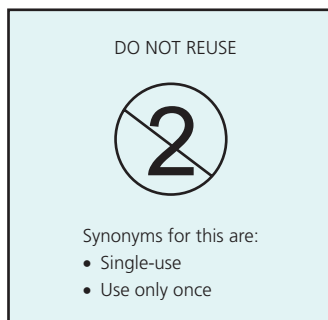 DO NOT REUSE
2
Synonyms for this are:
• Single-use
• Use only once